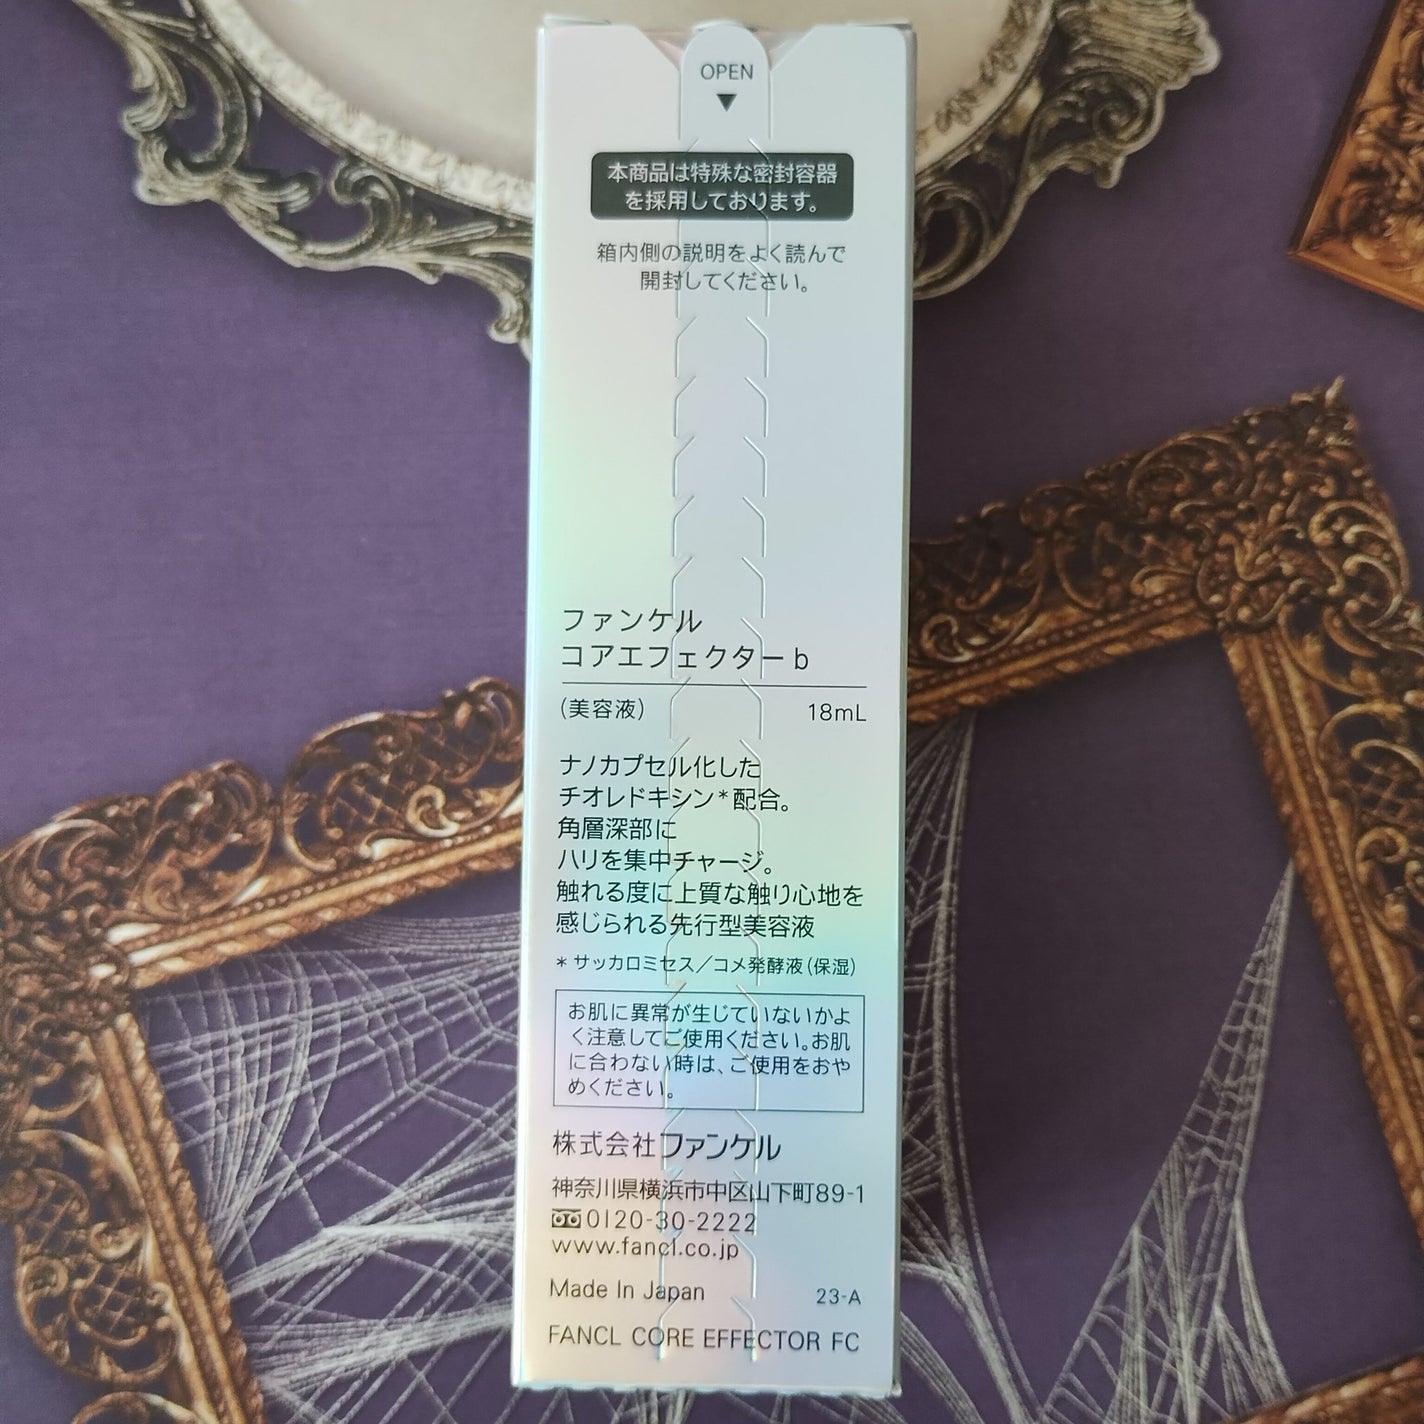 OPEN
▼
本商品は特殊な密封容器
を採用しております。
箱内側の説明をよく読んで
開封してください。
ファンケル
コアエフェクターb
(美容液) 18mL
ナノカプセル化した
チオレドキシン*配合。
角層深部に
ハリを集中チャージ。
触れる度に上質な触り心地を
感じられる先行型美容液
*サッカロミセス/コメ発酵液(保湿)
お肌に異常が生じていないかよ
く注意してご使用ください。お肌
に合わない時は、ご使用をおや
めください。
株式会社ファンケル
神奈川県横浜市中区山下町89-1
0120-30-2222
www.fancl.co.jp
Made In Japan 23-A
FANCL CORE EFFECTOR FC